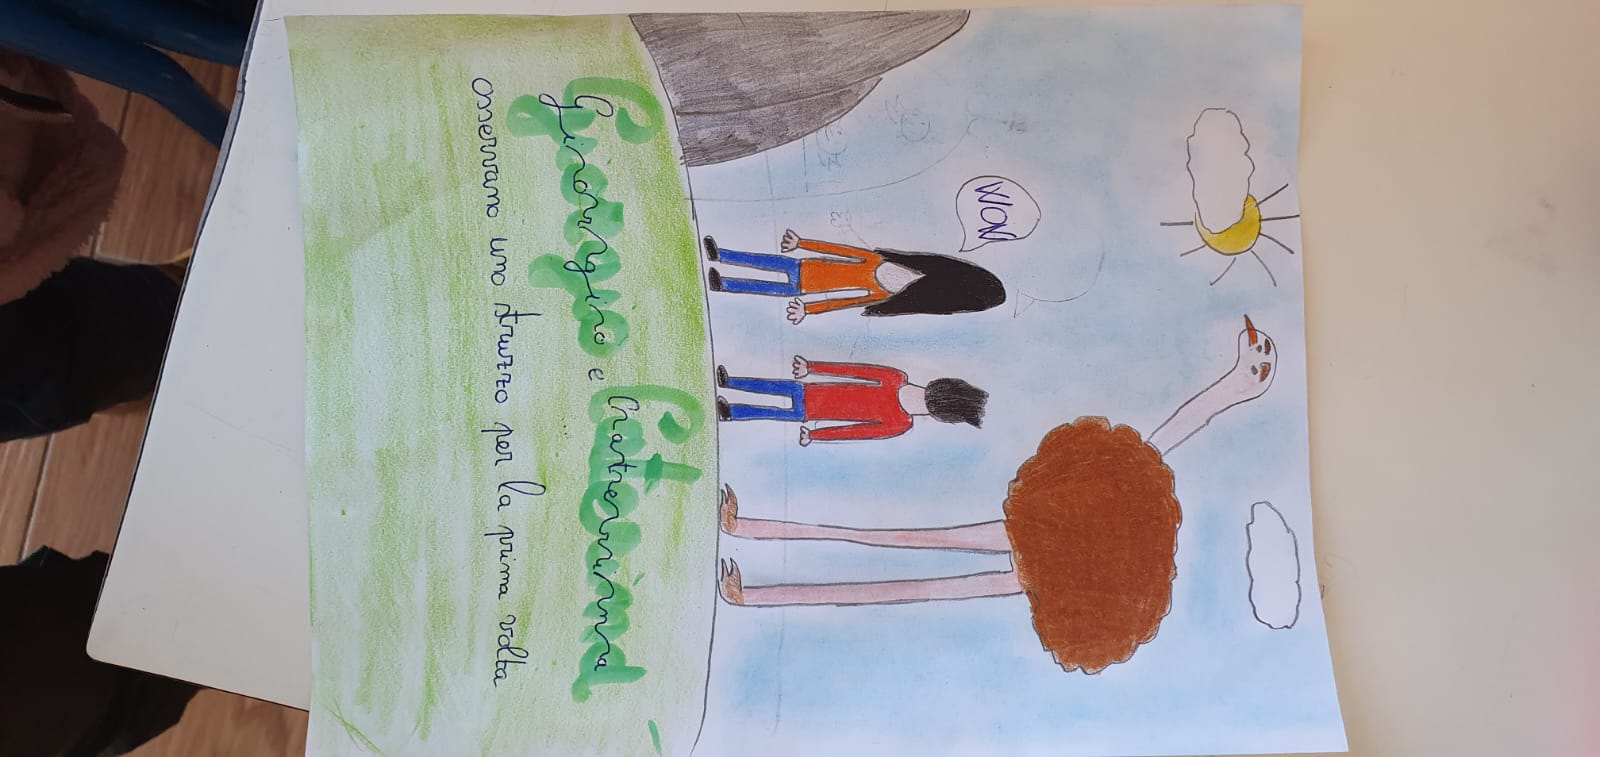 WOW
Giorgio e Caterina
osservano uno struzzo per la prima volta